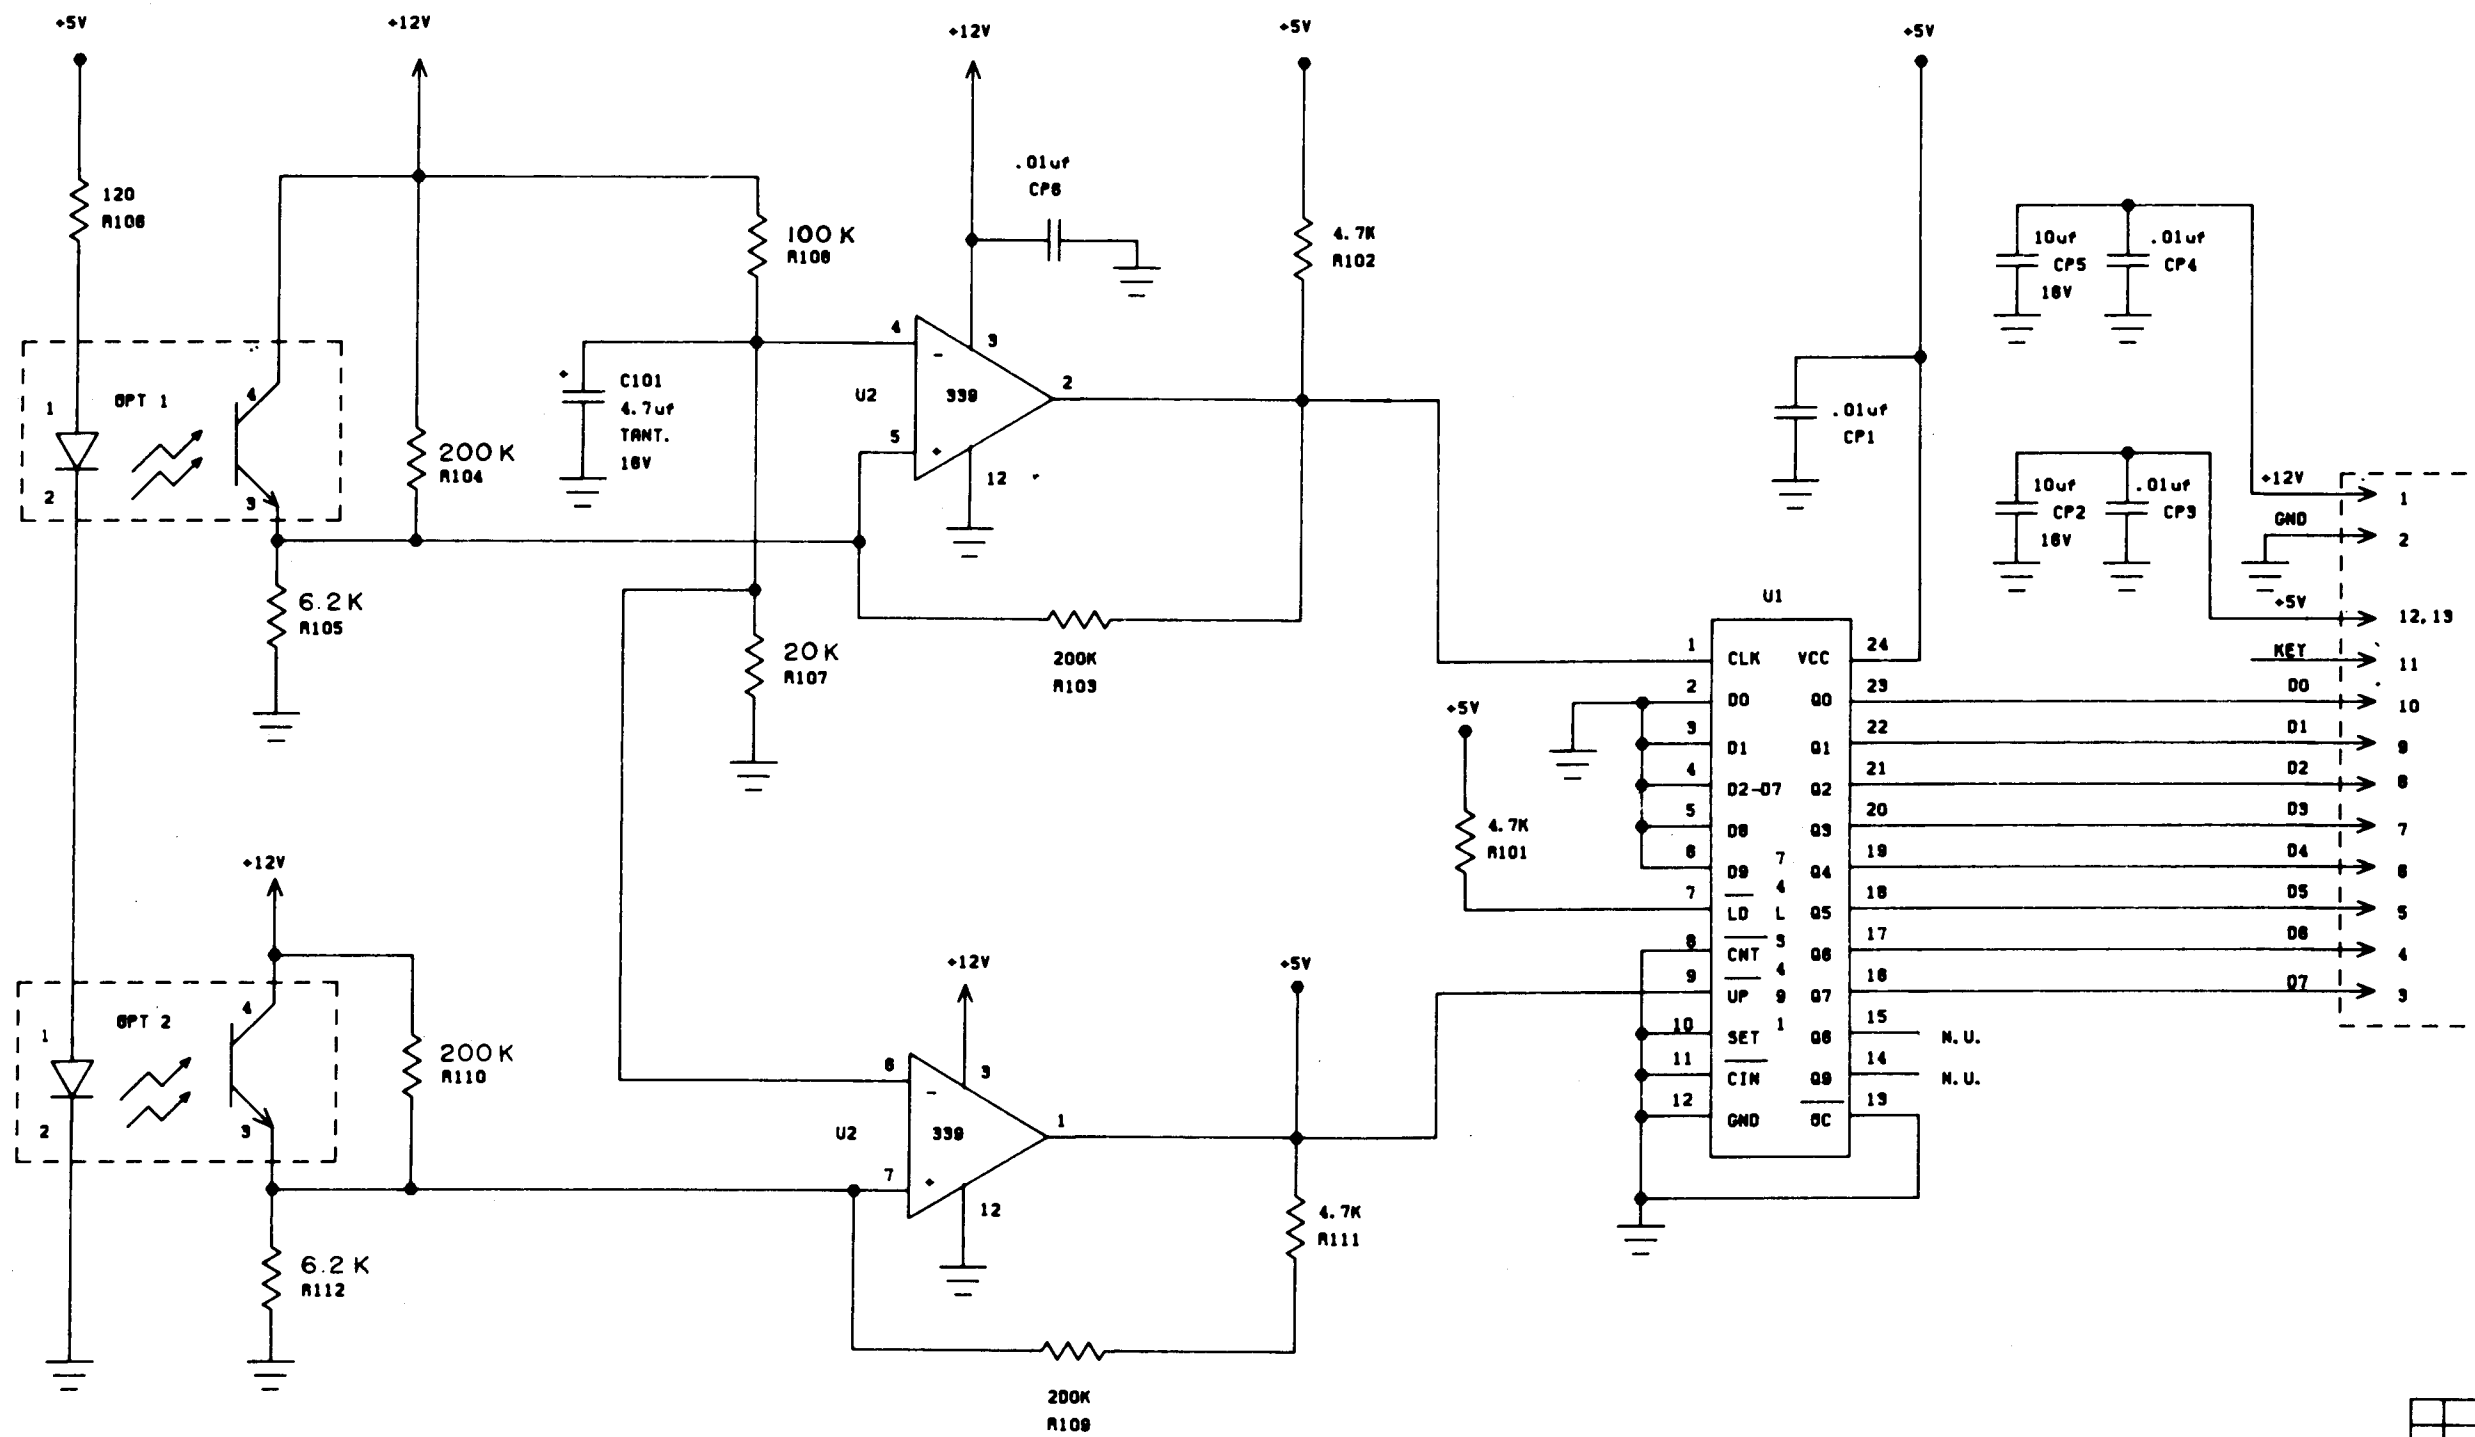 +5V
+12V
+12V
+5V
+5V
120
R106
100K
R108
.01uf
CP6
4.7K
R102
10uf
CP5
16V
.01uf
CP4
OPT 1
1
2
4
3
200K
R104
+
C101
4.7uf
TANT.
16V
U2
339
4
-
5
+
3
2
12
.01uf
CP1
10uf
CP2
16V
.01uf
CP3
6.2K
R105
20K
R107
200K
R103
+12V
1
GND
2
+5V
12,13
KEY
11
D0
10
D1
9
D2
8
D3
7
D4
6
D5
5
D6
4
D7
3
+5V
4.7K
R101
U1
74LS491
1 CLK VCC 24
2 D0 Q0 23
3 D1 Q1 22
4 D2-D7 Q2 21
5 D8 Q3 20
6 D9 Q4 19
7 LD Q5 18
8 CNT Q6 17
9 UP Q7 16
10 SET Q8 15 N.U.
11 CIN Q9 14 N.U.
12 GND OC 13
+12V
OPT 2
1
2
4
3
200K
R110
6.2K
R112
+12V
+5V
U2
339
6
-
7
+
3
1
12
4.7K
R111
200K
R109